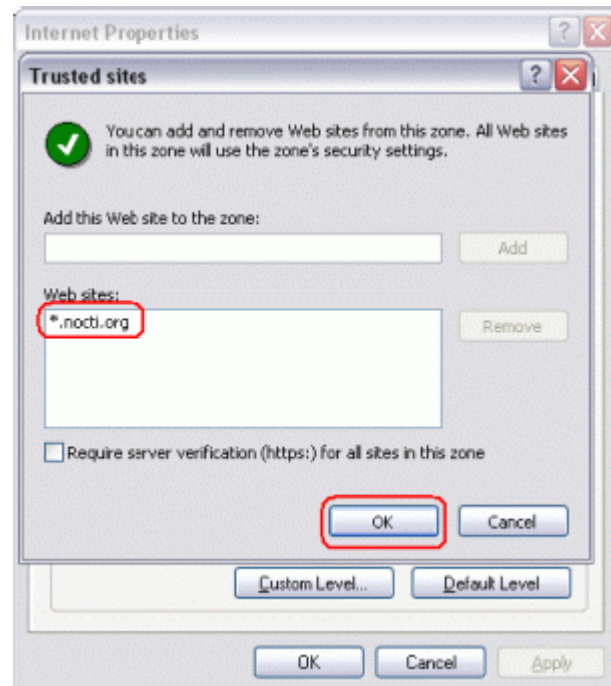 Internet Properties
Trusted sites
You can add and remove Web sites from this zone. All Web sites
in this zone will use the zone's security settings.
Add this Web site to the zone:
Add
Web sites:
*.nocti.org
Remove
Require server verification (https:) for all sites in this zone
OK
Cancel
Custom Level...
Default Level
OK
Cancel
Apply